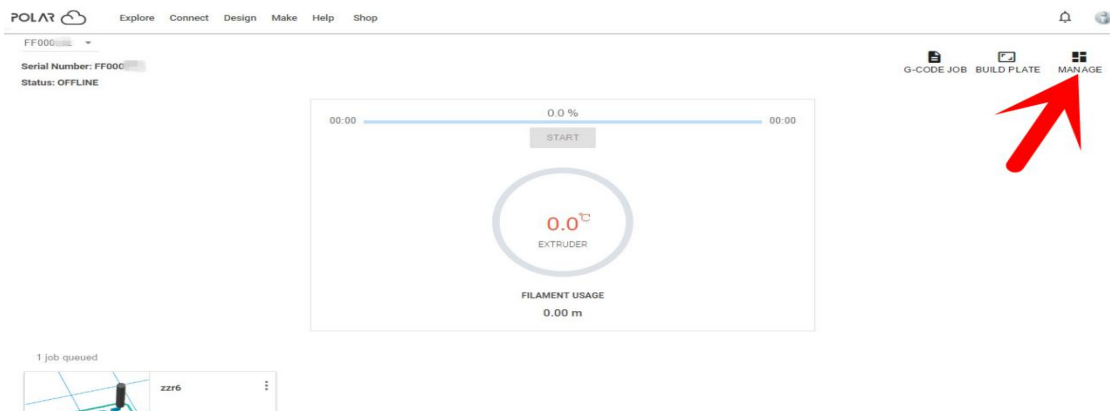 POLAR Explore Connect Design Make Help Shop
FF000
Serial Number: FF000
Status: OFFLINE
G-CODE JOB BUILD PLATE MANAGE
0.0 %
00:00 00:00
START
0.0°C
EXTRUDER
FILAMENT USAGE
0.00 m
1 job queued
zzr6